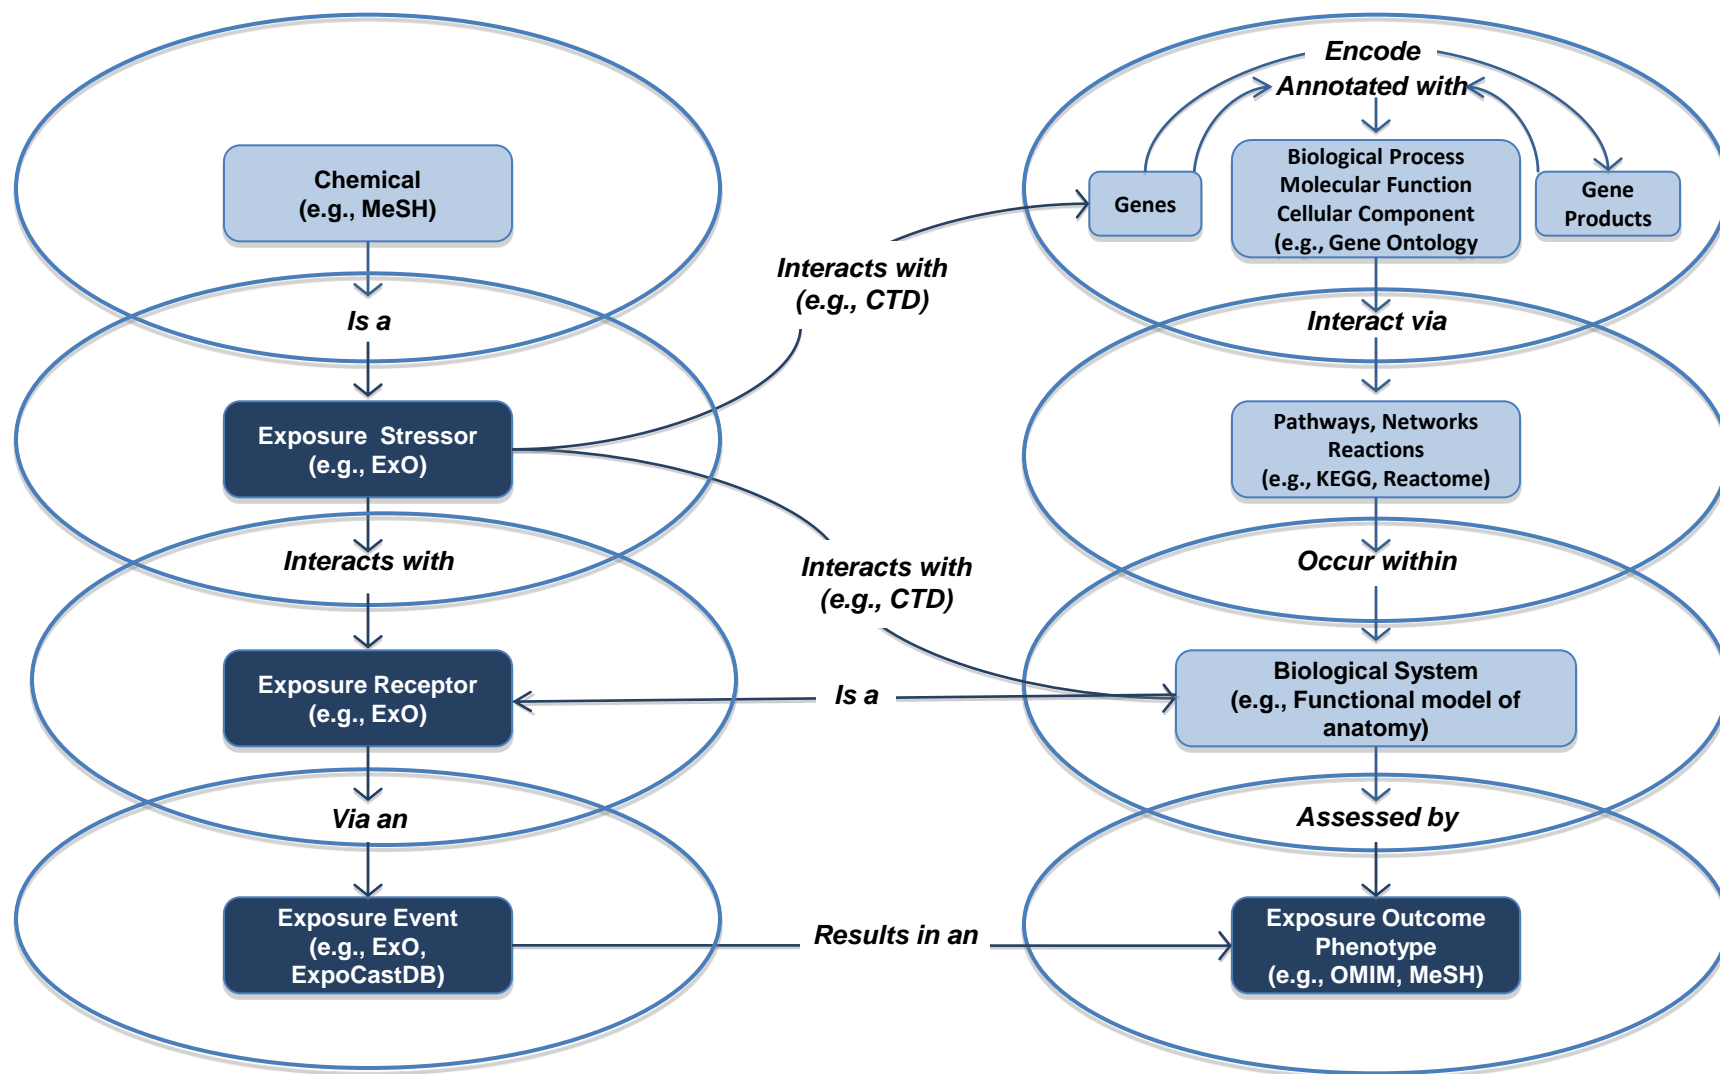 Chemical
(e.g., MeSH)
Is a
Exposure Stressor
(e.g., ExO)
Interacts with
Exposure Receptor
(e.g., ExO)
Via an
Exposure Event
(e.g., ExO,
ExpoCastDB)
Interacts with
(e.g., CTD)
Interacts with
(e.g., CTD)
Is a
Results in an
Encode
Annotated with
Genes
Biological Process
Molecular Function
Cellular Component
(e.g., Gene Ontology
Gene
Products
Interact via
Pathways, Networks
Reactions
(e.g., KEGG, Reactome)
Occur within
Biological System
(e.g., Functional model of
anatomy)
Assessed by
Exposure Outcome
Phenotype
(e.g., OMIM, MeSH)